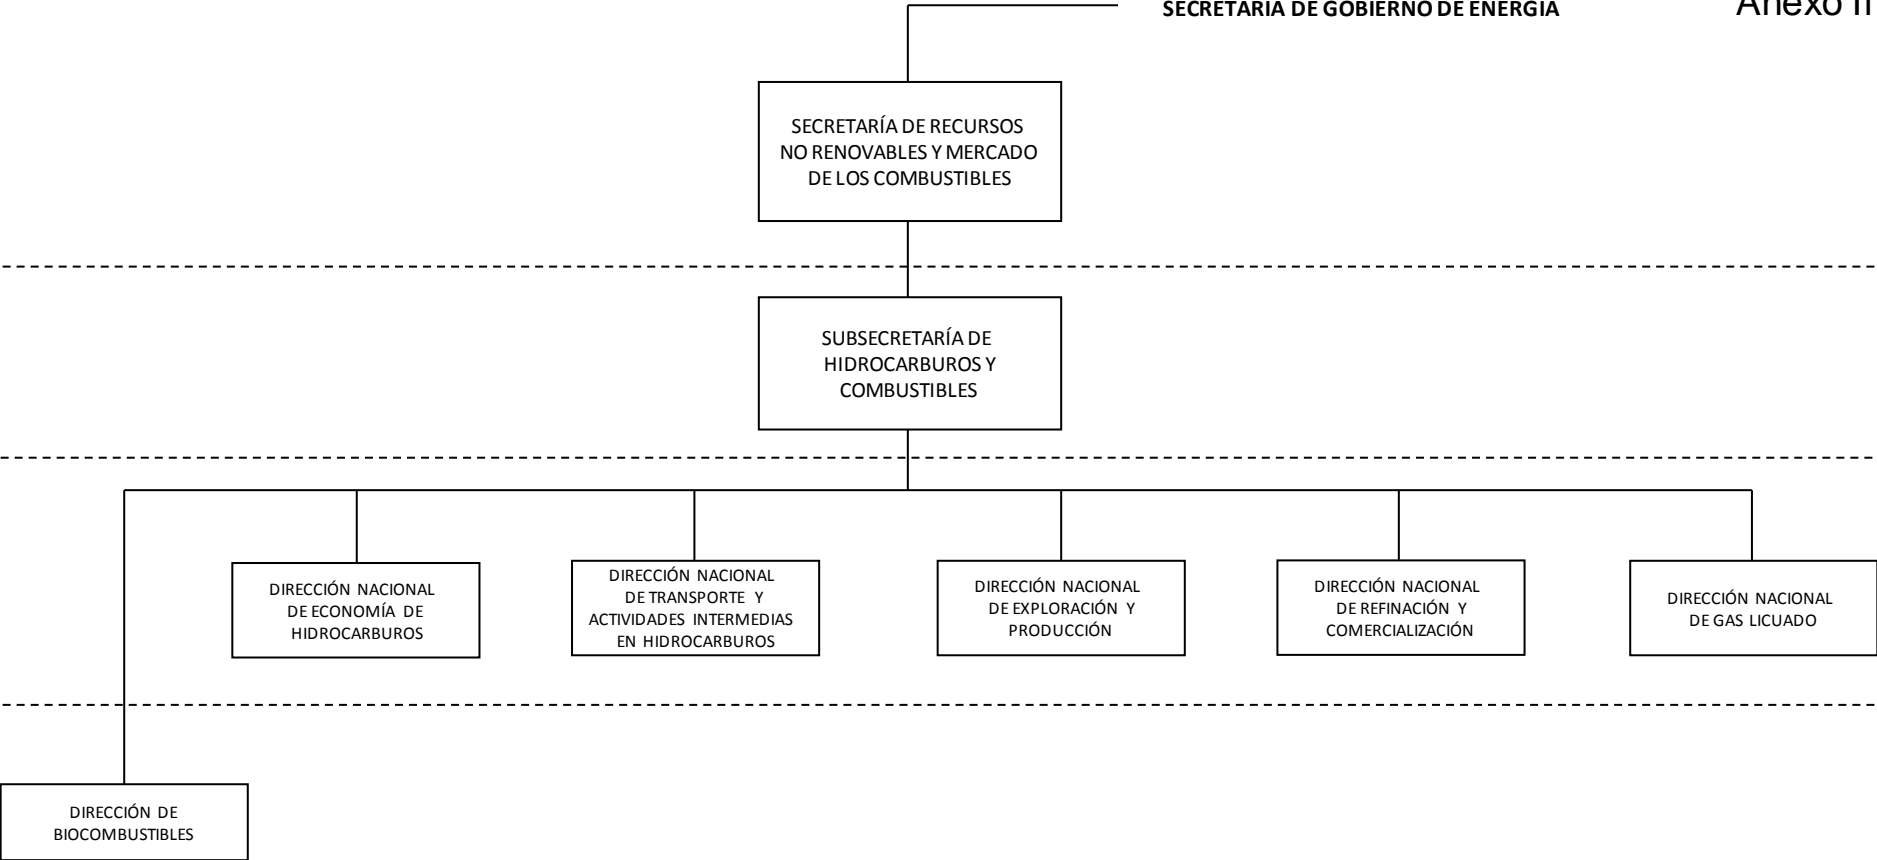 SECRETARÍA DE GOBIERNO DE ENERGÍA
Anexo II
SECRETARÍA DE RECURSOS
NO RENOVABLES Y MERCADO
DE LOS COMBUSTIBLES
SUBSECRETARÍA DE
HIDROCARBUROS Y
COMBUSTIBLES
DIRECCIÓN NACIONAL
DE ECONOMÍA DE
HIDROCARBUROS
DIRECCIÓN NACIONAL
DE TRANSPORTE Y
ACTIVIDADES INTERMEDIAS
EN HIDROCARBUROS
DIRECCIÓN NACIONAL
DE EXPLORACIÓN Y
PRODUCCIÓN
DIRECCIÓN NACIONAL
DE REFINACIÓN Y
COMERCIALIZACIÓN
DIRECCIÓN NACIONAL
DE GAS LICUADO
DIRECCIÓN DE
BIOCOMBUSTIBLES